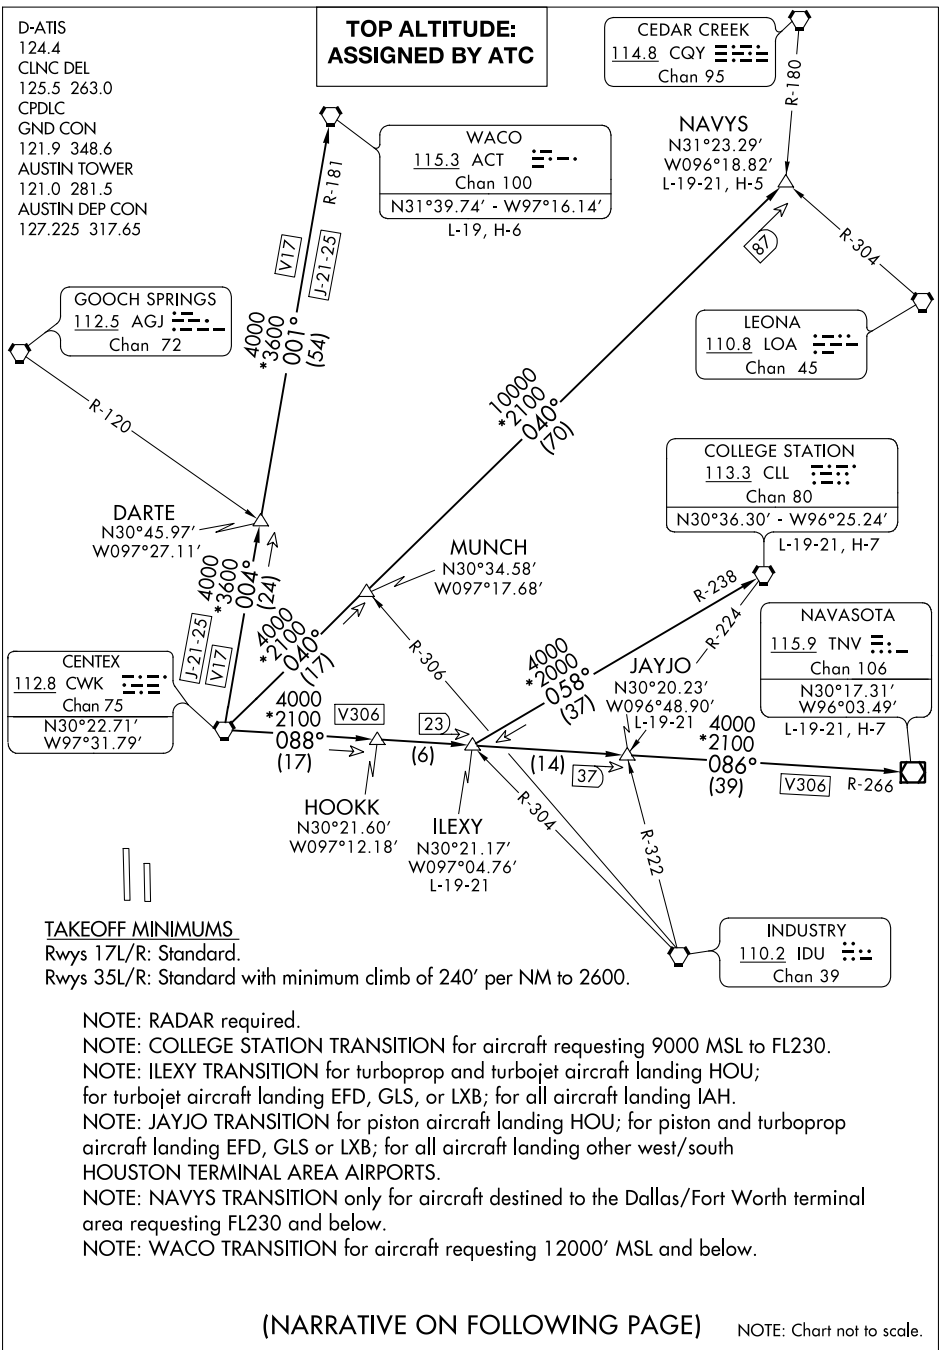 D-ATIS
124.4
CLNC DEL
125.5 263.0
CPDLC
GND CON
121.9 348.6
AUSTIN TOWER
121.0 281.5
AUSTIN DEP CON
127.225 317.65
TOP ALTITUDE:
ASSIGNED BY ATC
CEDAR CREEK
114.8 CQY
Chan 95
R-180
NAVYS
N31°23.29′
W096°18.82′
L-19-21, H-5
WACO
115.3 ACT
Chan 100
N31°39.74′ - W97°16.14′
L-19, H-6
R-181
V17
J-21-25
87
R-304
GOOCH SPRINGS
112.5 AGJ
Chan 72
4000
*3600
001°
(54)
LEONA
110.8 LOA
Chan 45
R-120
10000
*2100
040°
(70)
COLLEGE STATION
113.3 CLL
Chan 80
N30°36.30′ - W96°25.24′
L-19-21, H-7
DARTE
N30°45.97′
W097°27.11′
MUNCH
N30°34.58′
W097°17.68′
4000
*3600
004°
(24)
J-21-25
V17
4000
*2100
040°
(17)
R-306
R-238
R-224
NAVASOTA
115.9 TNV
Chan 106
N30°17.31′
W96°03.49′
L-19-21, H-7
CENTEX
112.8 CWK
Chan 75
N30°22.71′
W97°31.79′
4000
*2000
058°
(37)
JAYJO
N30°20.23′
W096°48.90′
L-19-21
4000
*2100
088°
(17)
V306
23
(6)
(14)
37
4000
*2100
086°
(39)
V306
R-266
HOOKK
N30°21.60′
W097°12.18′
ILEXY
N30°21.17′
W097°04.76′
L-19-21
R-304
R-322
INDUSTRY
110.2 IDU
Chan 39
TAKEOFF MINIMUMS
Rwys 17L/R: Standard.
Rwys 35L/R: Standard with minimum climb of 240′ per NM to 2600.
NOTE: RADAR required.
NOTE: COLLEGE STATION TRANSITION for aircraft requesting 9000 MSL to FL230.
NOTE: ILEXY TRANSITION for turboprop and turbojet aircraft landing HOU;
for turbojet aircraft landing EFD, GLS, or LXB; for all aircraft landing IAH.
NOTE: JAYJO TRANSITION for piston aircraft landing HOU; for piston and turboprop
aircraft landing EFD, GLS or LXB; for all aircraft landing other west/south
HOUSTON TERMINAL AREA AIRPORTS.
NOTE: NAVYS TRANSITION only for aircraft destined to the Dallas/Fort Worth terminal
area requesting FL230 and below.
NOTE: WACO TRANSITION for aircraft requesting 12000′ MSL and below.
(NARRATIVE ON FOLLOWING PAGE)
NOTE: Chart not to scale.